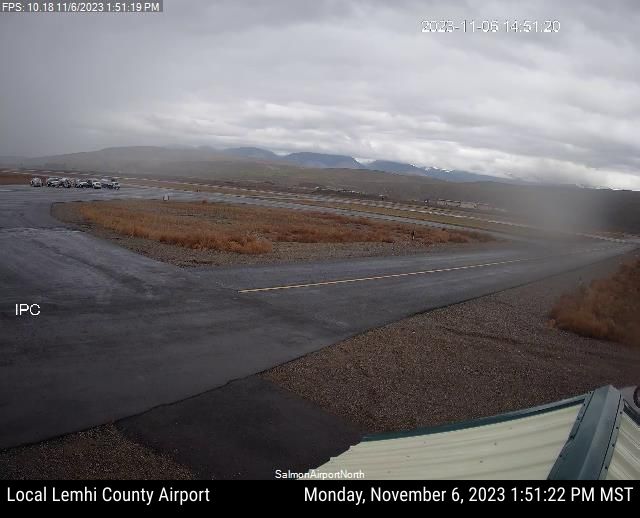 FPS: 10.18 11/6/2023 1:51:19 PM
2023-11-06 14:51:20
IPC
SalmonAirportNorth
Local Lemhi County Airport Monday, November 6, 2023 1:51:22 PM MST